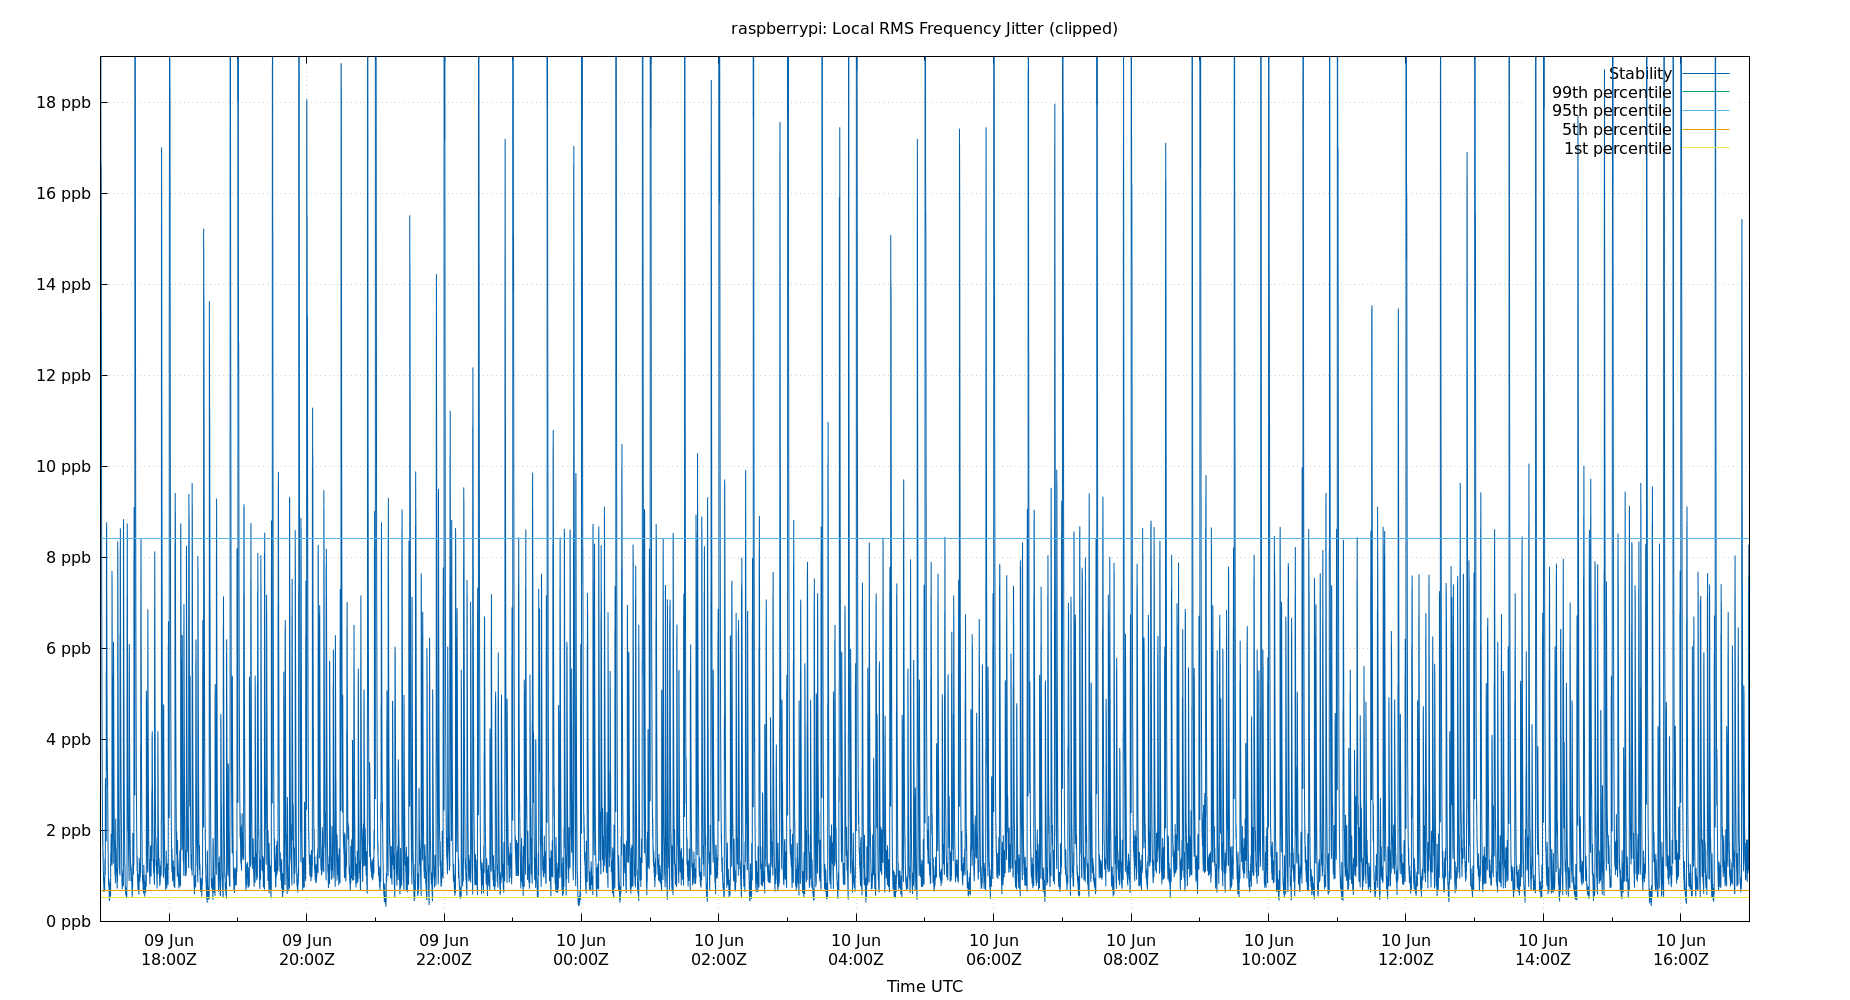 raspberrypi: Local RMS Frequency Jitter (clipped)
Stability
99th percentile
95th percentile
5th percentile
1st percentile
18 ppb
16 ppb
14 ppb
12 ppb
10 ppb
8 ppb
6 ppb
4 ppb
2 ppb
0 ppb
09 Jun 09 Jun 09 Jun 10 Jun 10 Jun 10 Jun 10 Jun 10 Jun 10 Jun 10 Jun 10 Jun 10 Jun
18:00Z 20:00Z 22:00Z 00:00Z 02:00Z 04:00Z 06:00Z 08:00Z 10:00Z 12:00Z 14:00Z 16:00Z
Time UTC